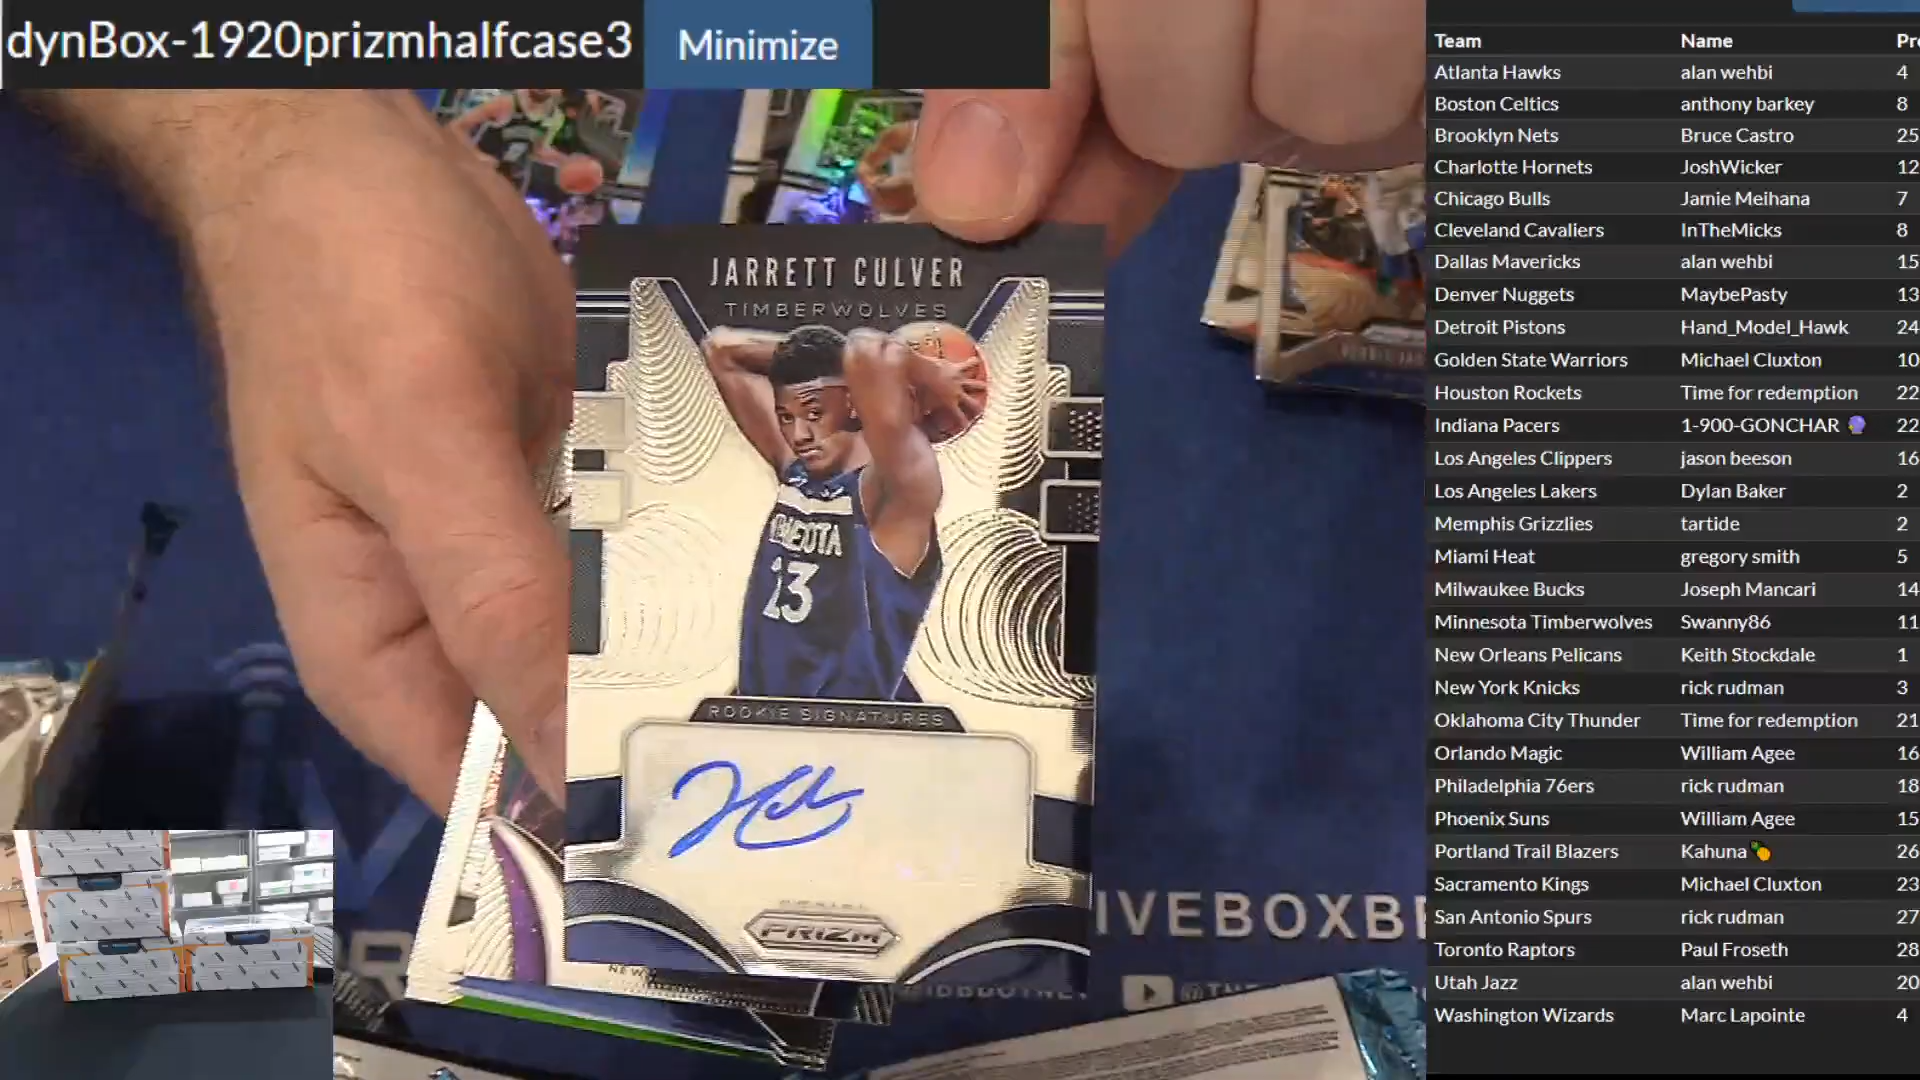 dynBox-1920prizmhalfcase3
Minimize
JARRETT CULVER
TIMBERWOLVES
23
ROOKIE SIGNATURES
PRIZM
IVEBOXB
Team Name
Atlanta Hawks alan wehbi 4
Boston Celtics anthony barkey 8
Brooklyn Nets Bruce Castro 25
Charlotte Hornets JoshWicker 12
Chicago Bulls Jamie Meihana 7
Cleveland Cavaliers InTheMicks 8
Dallas Mavericks alan wehbi 15
Denver Nuggets MaybePasty 13
Detroit Pistons Hand_Model_Hawk 24
Golden State Warriors Michael Cluxton 10
Houston Rockets Time for redemption 22
Indiana Pacers 1-900-GONCHAR 🔮 22
Los Angeles Clippers jason beeson 16
Los Angeles Lakers Dylan Baker 2
Memphis Grizzlies tartide 2
Miami Heat gregory smith 5
Milwaukee Bucks Joseph Mancari 14
Minnesota Timberwolves Swanny86 11
New Orleans Pelicans Keith Stockdale 1
New York Knicks rick rudman 3
Oklahoma City Thunder Time for redemption 21
Orlando Magic William Agee 16
Philadelphia 76ers rick rudman 18
Phoenix Suns William Agee 15
Portland Trail Blazers Kahuna🍍 26
Sacramento Kings Michael Cluxton 23
San Antonio Spurs rick rudman 27
Toronto Raptors Paul Froseth 28
Utah Jazz alan wehbi 20
Washington Wizards Marc Lapointe 4